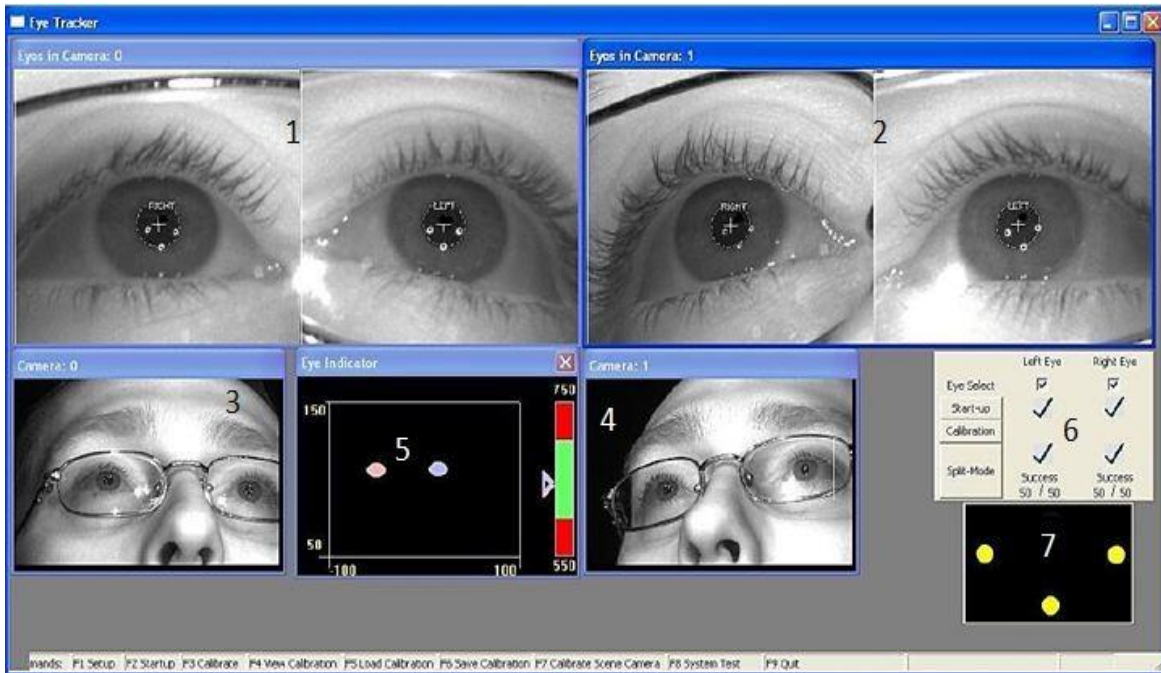 Eye Tracker
Eyes in Camera: 0
Eyes in Camera: 1
1
2
RIGHT
LEFT
RIGHT
LEFT
Camera: 0
Eye Indicator
Camera: 1
3
150
50
-100
100
5
750
550
4
Left Eye
Right Eye
Eye Select
Start-up
Calibration
6
Split-Mode
Success
Success
50 / 50
50 / 50
7
mands: F1 Setup F2 Startup F3 Calibrate F4 View Calibration F5 Load Calibration F6 Save Calibration F7 Calibrate Scene Camera F8 System Test F9 Quit